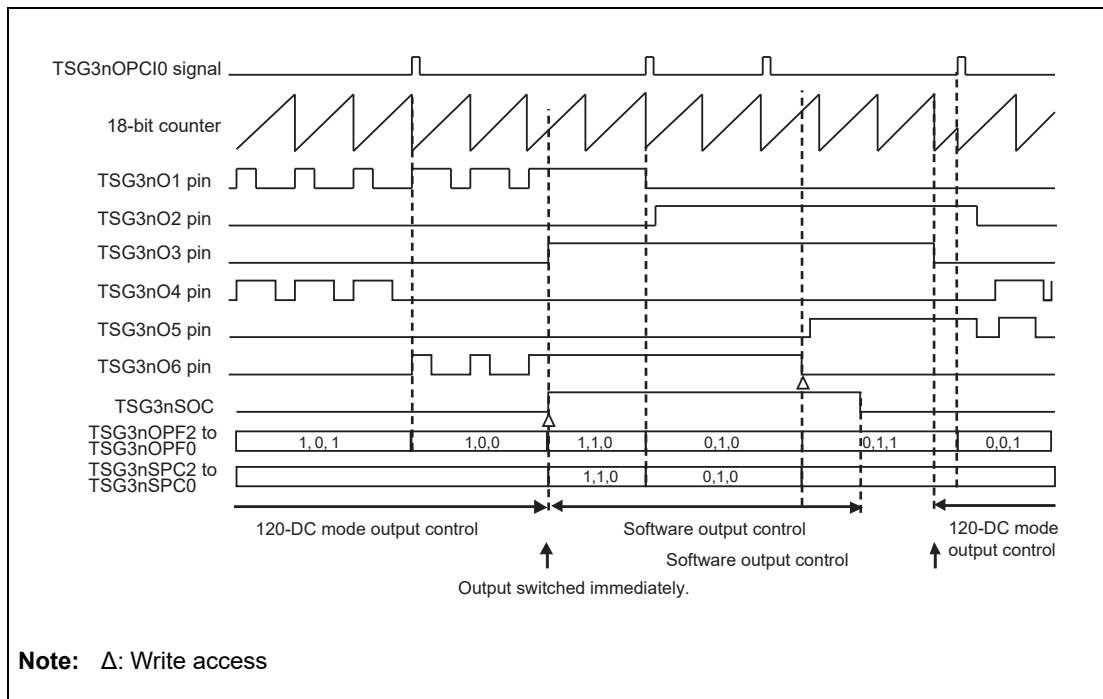 TSG3nOPCI0 signal
18-bit counter
TSG3nO1 pin
TSG3nO2 pin
TSG3nO3 pin
TSG3nO4 pin
TSG3nO5 pin
TSG3nO6 pin
TSG3nSOC
TSG3nOPF2 to
TSG3nOPF0
1, 0, 1
1,0,0
1,1,0
0,1,0
0,1,1
0,0,1
TSG3nSPC2 to
TSG3nSPC0
1,1,0
0,1,0
120-DC mode output control
Software output control
120-DC mode
output control
Software output control
Output switched immediately.
Note: Δ: Write access